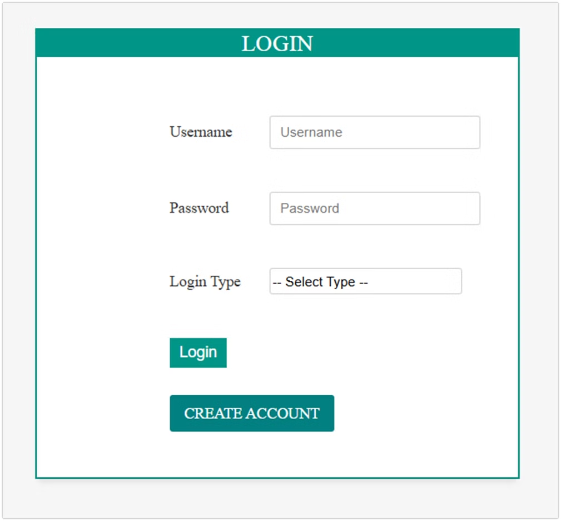 LOGIN
Username Username
Password Password
Login Type -- Select Type --
Login
CREATE ACCOUNT